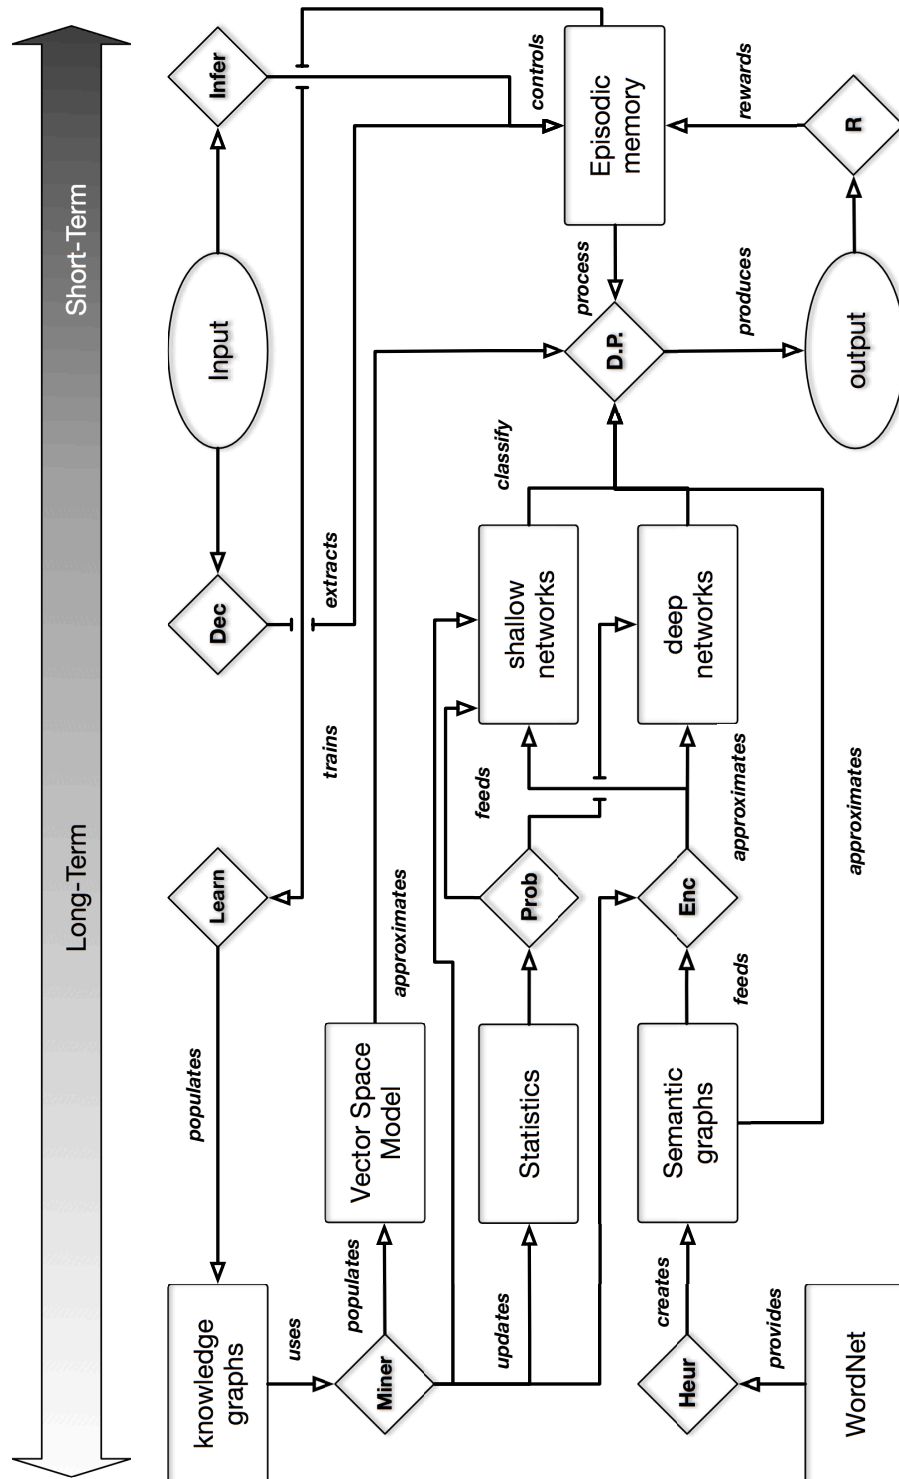 Long-Term
Short-Term
knowledge
graphs
populates
Learn
Dec
Input
Infer
uses
trains
extracts
Miner
populates
Vector Space
Model
approximates
controls
updates
Statistics
Prob
feeds
shallow
networks
classify
process
Episodic
memory
Heur
creates
Semantic
graphs
feeds
Enc
approximates
deep
networks
D.P.
provides
produces
rewards
WordNet
approximates
output
R